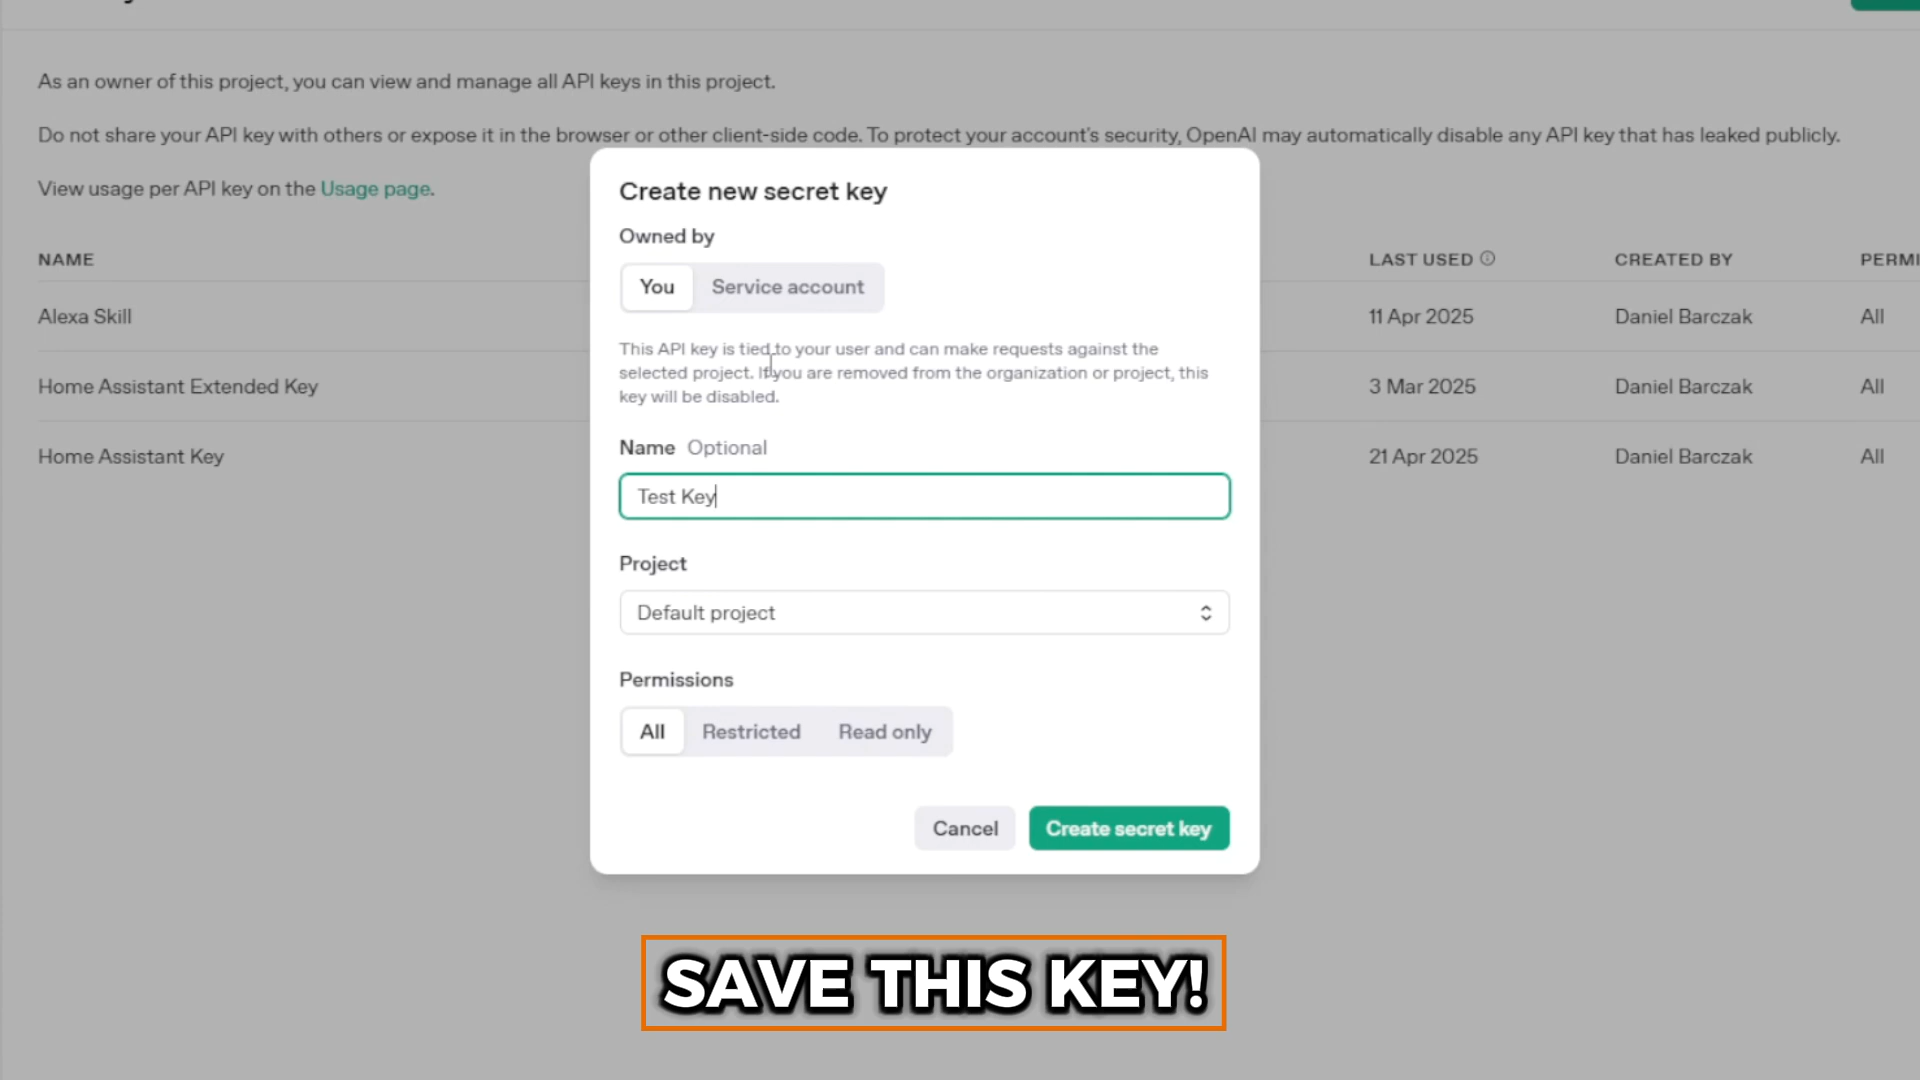 As an owner of this project, you can view and manage all API keys in this project.
Do not share your API key with others or expose it in the browser or other client-side code. To protect your account's security, OpenAI may automatically disable any API key that has leaked publicly.
View usage per API key on the Usage page.
NAME LAST USED CREATED BY PERMI
Alexa Skill 11 Apr 2025 Daniel Barczak All
Home Assistant Extended Key 3 Mar 2025 Daniel Barczak All
Home Assistant Key 21 Apr 2025 Daniel Barczak All
Create new secret key
Owned by
You Service account
This API key is tied to your user and can make requests against the
selected project. If you are removed from the organization or project, this
key will be disabled.
Name Optional
Test Key
Project
Default project
Permissions
All Restricted Read only
Cancel Create secret key
SAVE THIS KEY!